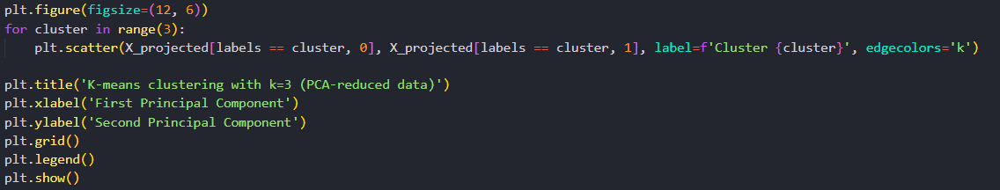 plt.figure(figsize=(12, 6))
for cluster in range(3):
    plt.scatter(X_projected[labels == cluster, 0], X_projected[labels == cluster, 1], label=f'Cluster {cluster}', edgecolors='k')

plt.title('K-means clustering with k=3 (PCA-reduced data)')
plt.xlabel('First Principal Component')
plt.ylabel('Second Principal Component')
plt.grid()
plt.legend()
plt.show()